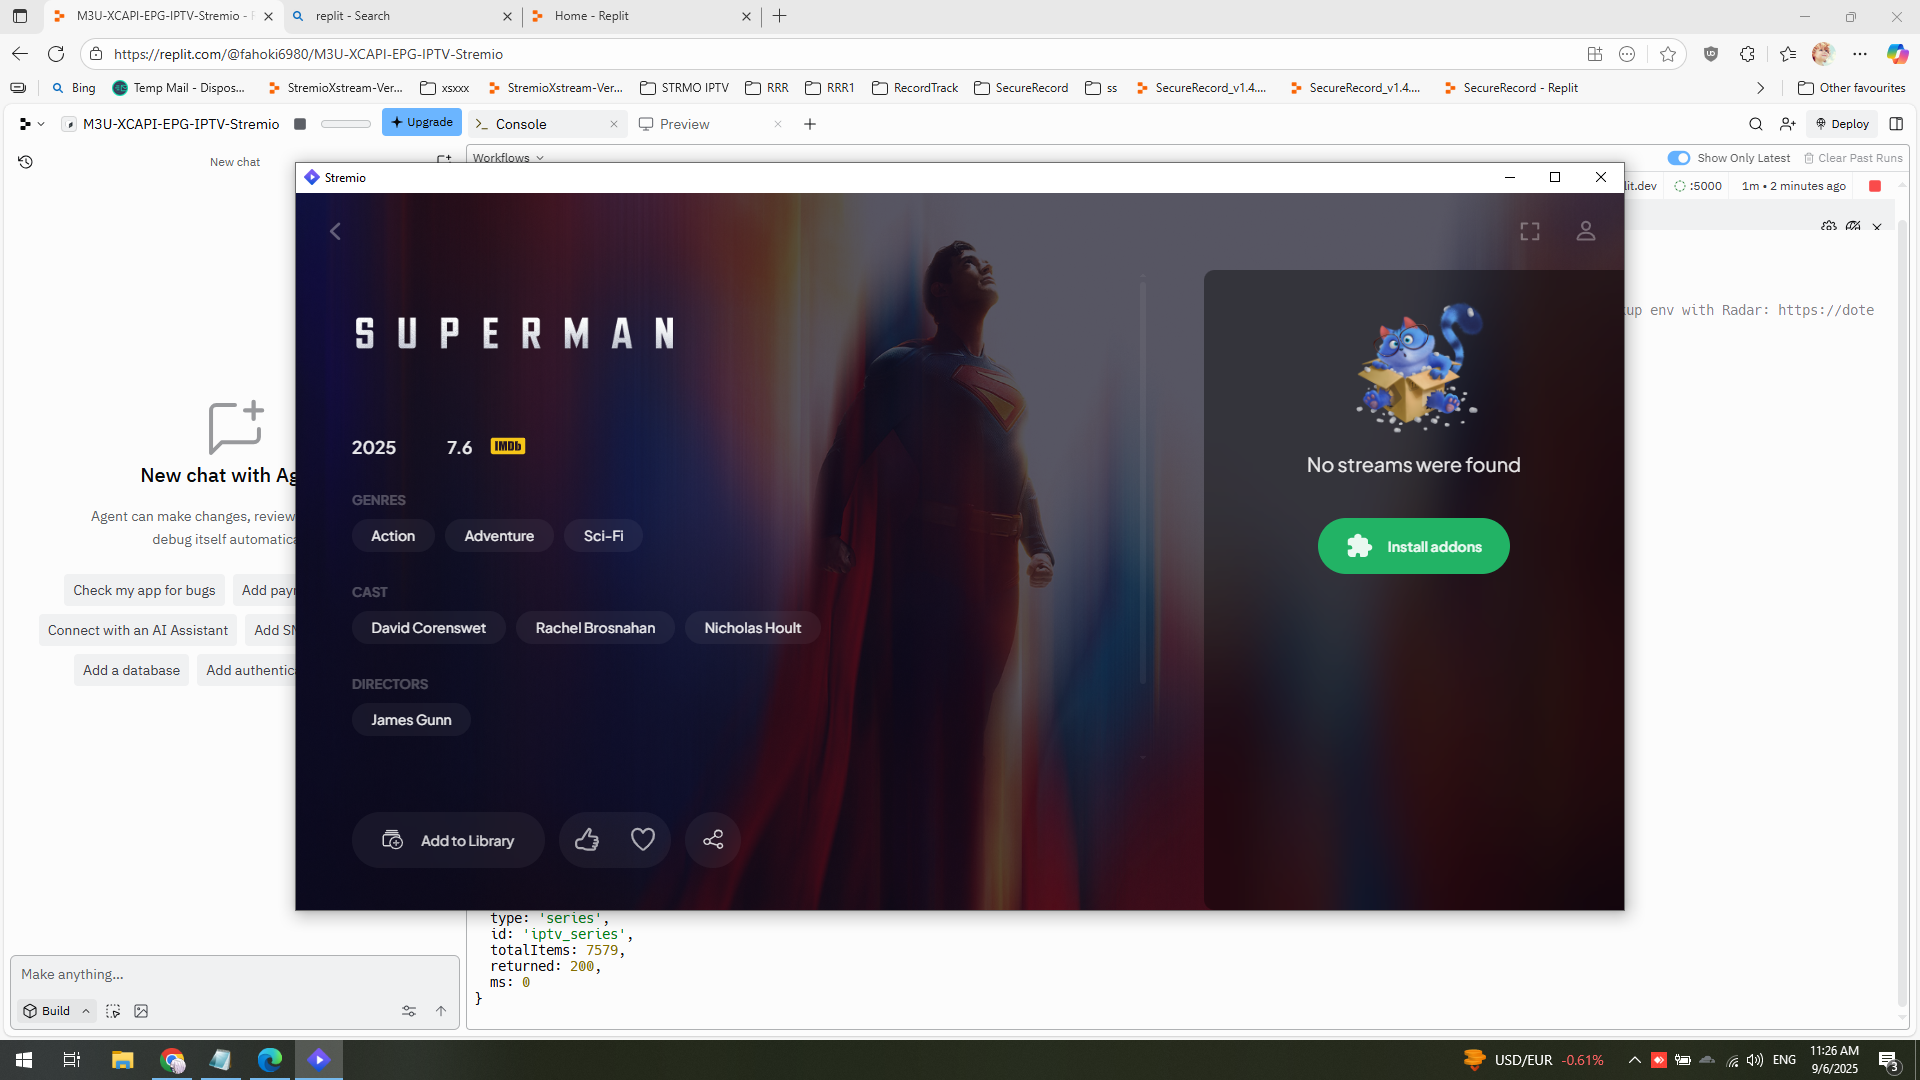 M3U-XCAPI-EPG-IPTV-Stremio -
replit - Search
Home - Replit
https://replit.com/@fahoki6980/M3U-XCAPI-EPG-IPTV-Stremio
Bing
Temp Mail - Dispos...
StremioXstream-Ver...
xsxxx
StremioXstream-Ver...
STRMO IPTV
RRR
RRR1
RecordTrack
SecureRecord
ss
SecureRecord_v1.4....
SecureRecord_v1.4....
SecureRecord - Replit
Other favourites
M3U-XCAPI-EPG-IPTV-Stremio
Upgrade
Console
Preview
Deploy
New chat
Workflows
Show Only Latest
Clear Past Runs
Stremio
lit.dev
:5000
1m • 2 minutes ago
kup env with Radar: https://dote
SUPERMAN
2025
7.6
IMDb
GENRES
Action
Adventure
Sci-Fi
CAST
David Corenswet
Rachel Brosnahan
Nicholas Hoult
DIRECTORS
James Gunn
Add to Library
No streams were found
Install addons
New chat with Ag
Agent can make changes, review
debug itself automatica
Check my app for bugs
Add payr
Connect with an AI Assistant
Add SM
Add a database
Add authentica
type: 'series',
id: 'iptv_series',
totalItems: 7579,
returned: 200,
ms: 0
}
Make anything...
Build
USD/EUR
-0.61%
ENG
11:26 AM
9/6/2025
3